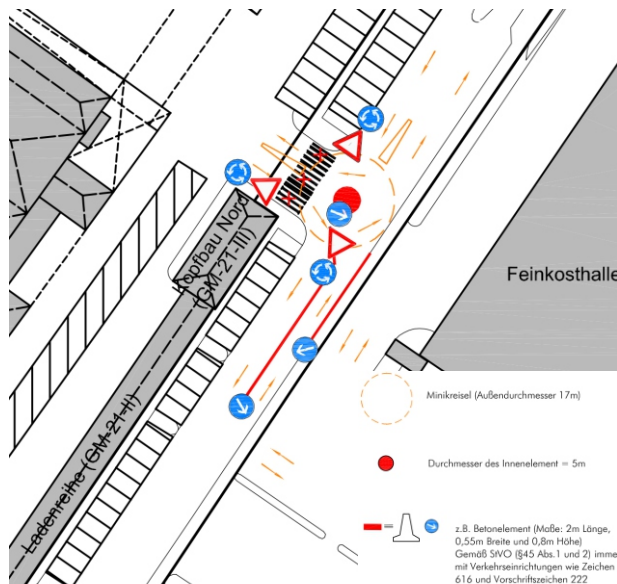 Kopfbau Nord
(GM-21-III)
Ladenreihe (GM-21-II)
Feinkosthalle
Minikreisel (Außendurchmesser 17m)
Durchmesser des Innenelement = 5m
z.B. Betonelement (Maße: 2m Länge,
0,55m Breite und 0,8m Höhe)
Gemäß StVO (§45 Abs.1 und 2) imme
mit Verkehrseinrichtungen wie Zeichen
616 und Vorschriftszeichen 222